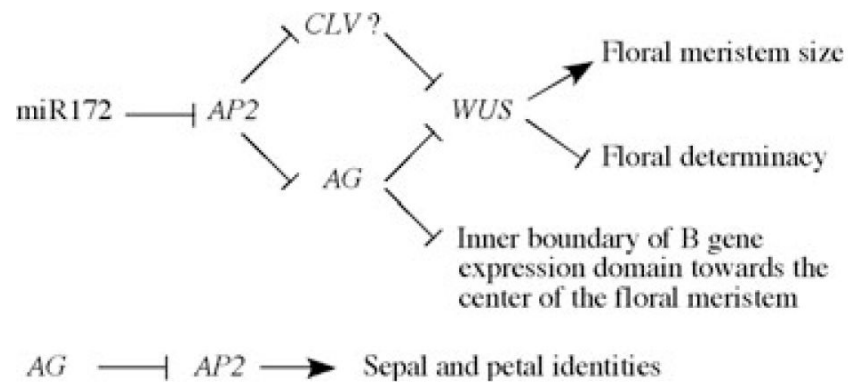 CLV?
Floral meristem size
miR172 AP2 WUS
Floral determinacy
AG
Inner boundary of B gene
expression domain towards the
center of the floral meristem
AG AP2 Sepal and petal identities